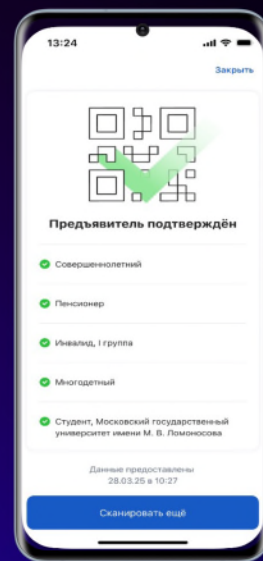 13:24
Закрыть
Предъявитель подтверждён
Совершеннолетний
Пенсионер
Инвалид, I группа
Многодетный
Студент, Московский государственный
университет имени М. В. Ломоносова
Данные предоставлены
28.03.25 в 10:27
Сканировать ещё